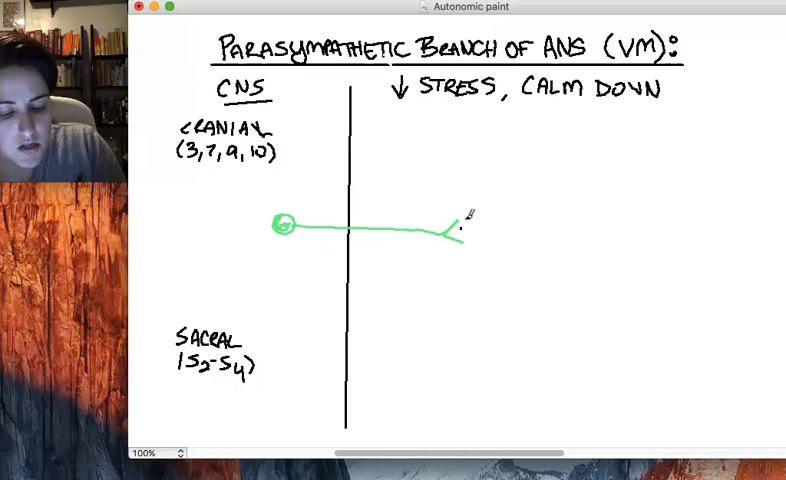 Autonomic paint
PARASYMPATHETIC BRANCH OF ANS (VM):
CNS
↓ STRESS, CALM DOWN
CRANIAL
(3,7,9,10)
SACRAL
(S2-S4)
100%